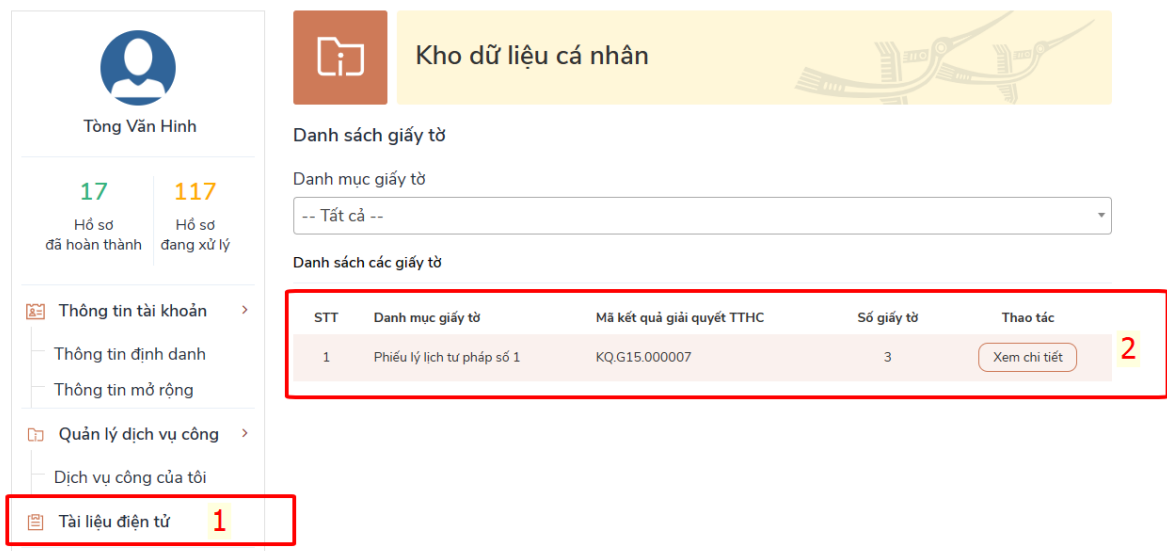 Tòng Văn Hinh
17
117
Hồ sơ
đã hoàn thành
Hồ sơ
đang xử lý
Thông tin tài khoản
Thông tin định danh
Thông tin mở rộng
Quản lý dịch vụ công
Dịch vụ công của tôi
Tài liệu điện tử
1
Kho dữ liệu cá nhân
Danh sách giấy tờ
Danh mục giấy tờ
-- Tất cả --
Danh sách các giấy tờ
STT Danh mục giấy tờ Mã kết quả giải quyết TTHC Số giấy tờ Thao tác
1 Phiếu lý lịch tư pháp số 1 KQ.G15.000007 3 Xem chi tiết
2